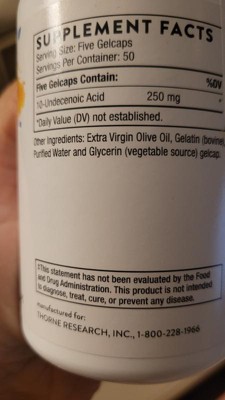 SUPPLEMENT FACTS
Serving Size: Five Gelcaps
Servings Per Container: 50
Five Gelcaps Contain: %DV
10-Undecenoic Acid 250 mg *
*Daily Value (DV) not established.
Other Ingredients: Extra Virgin Olive Oil, Gelatin (bovine),
Purified Water and Glycerin (vegetable source) gelcap.
‡This statement has not been evaluated by the Food
and Drug Administration. This product is not intended
to diagnose, treat, cure, or prevent any disease.
manufactured for:
THORNE RESEARCH, INC., 1-800-228-1966